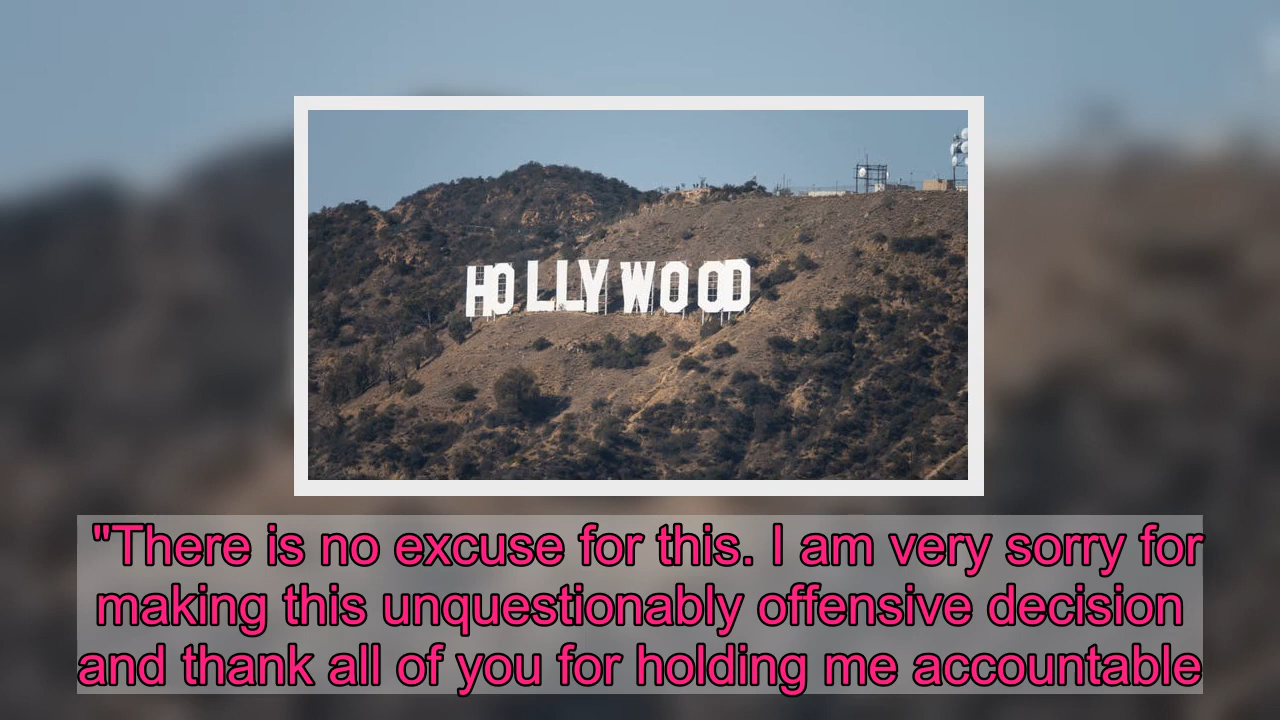 HOLLYWOOD
"There is no excuse for this. I am very sorry for
making this unquestionably offensive decision
and thank all of you for holding me accountable